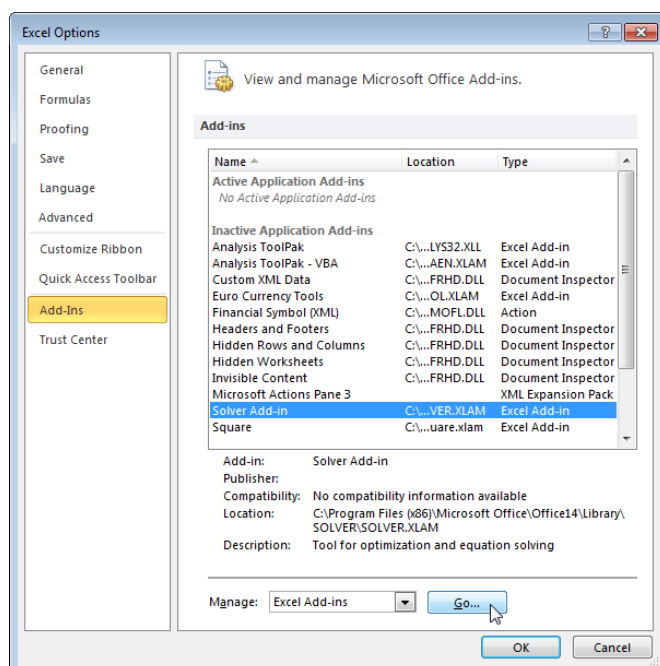 Excel Options
General
Formulas
Proofing
Save
Language
Advanced
Customize Ribbon
Quick Access Toolbar
Add-Ins
Trust Center
View and manage Microsoft Office Add-ins.
Add-ins
Name Location Type
Active Application Add-ins
No Active Application Add-ins
Inactive Application Add-ins
Analysis ToolPak C:\...LYS32.XLL Excel Add-in
Analysis ToolPak - VBA C:\...AEN.XLAM Excel Add-in
Custom XML Data C:\...FRHD.DLL Document Inspector
Euro Currency Tools C:\...OL.XLAM Excel Add-in
Financial Symbol (XML) C:\...MOFL.DLL Action
Headers and Footers C:\...FRHD.DLL Document Inspector
Hidden Rows and Columns C:\...FRHD.DLL Document Inspector
Hidden Worksheets C:\...FRHD.DLL Document Inspector
Invisible Content C:\...FRHD.DLL Document Inspector
Microsoft Actions Pane 3 XML Expansion Pack
Solver Add-in C:\...VER.XLAM Excel Add-in
Square C:\...uare.xlam Excel Add-in
Add-in: Solver Add-in
Publisher:
Compatibility: No compatibility information available
Location: C:\Program Files (x86)\Microsoft Office\Office14\Library\
SOLVER\SOLVER.XLAM
Description: Tool for optimization and equation solving
Manage: Excel Add-ins Go...
OK Cancel